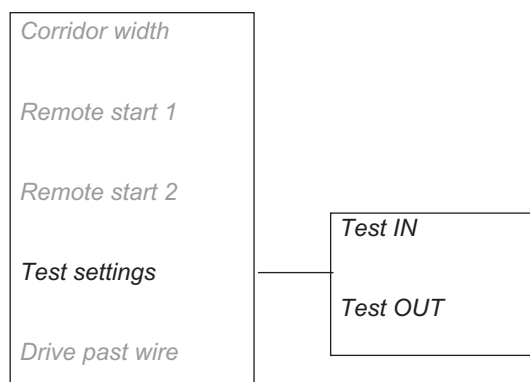 Corridor width
Remote start 1
Remote start 2
Test settings
Drive past wire
Test IN
Test OUT